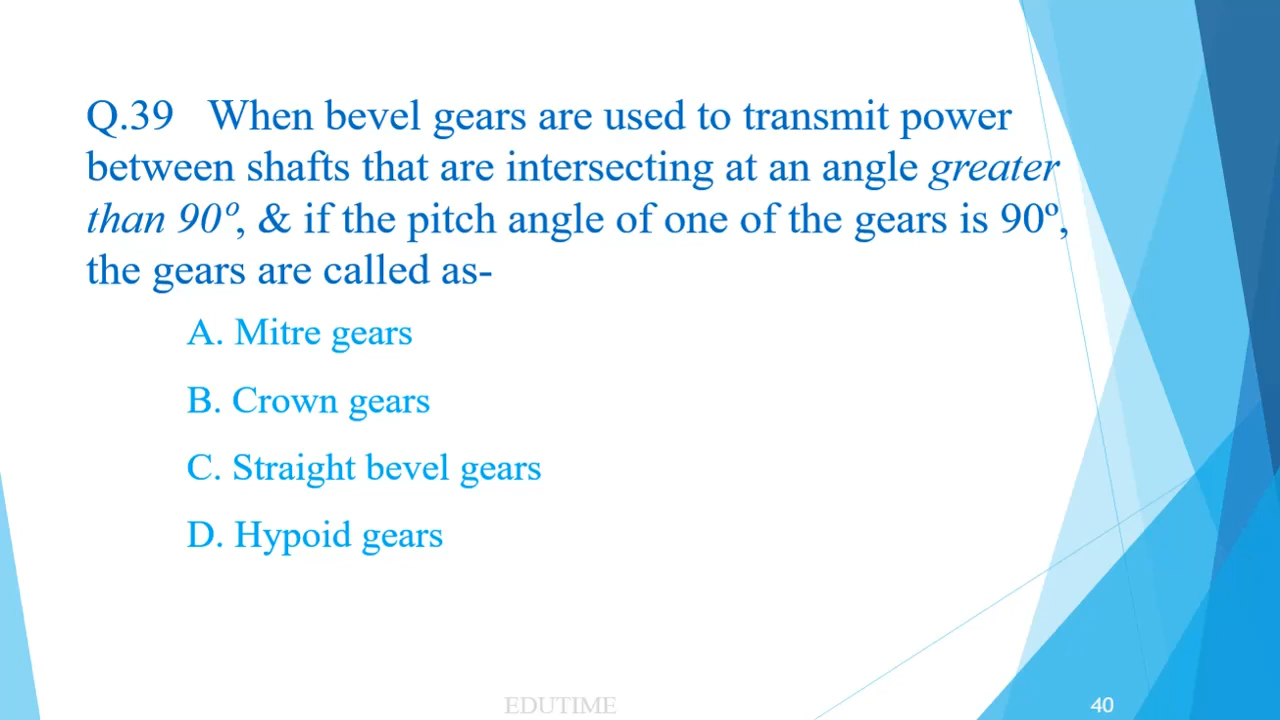 Q.39 When bevel gears are used to transmit power
between shafts that are intersecting at an angle greater
than 90º, & if the pitch angle of one of the gears is 90º,
the gears are called as-
A. Mitre gears
B. Crown gears
C. Straight bevel gears
D. Hypoid gears
EDUTIME
40